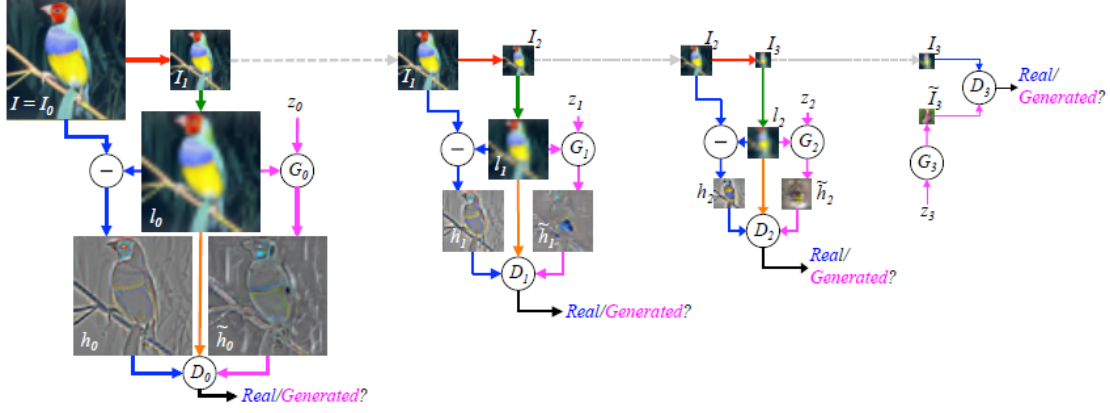 I = I₀
I₁
z₀
−
G₀
l₀
h₀
h̃₀
D₀
Real/Generated?
I₁
I₂
z₁
−
l₁
G₁
h₁
h̃₁
D₁
Real/Generated?
I₂
I₃
z₂
l₂
−
G₂
h₂
h̃₂
D₂
Real/
Generated?
I₃
Ĩ₃
D₃
Real/
Generated?
G₃
z₃